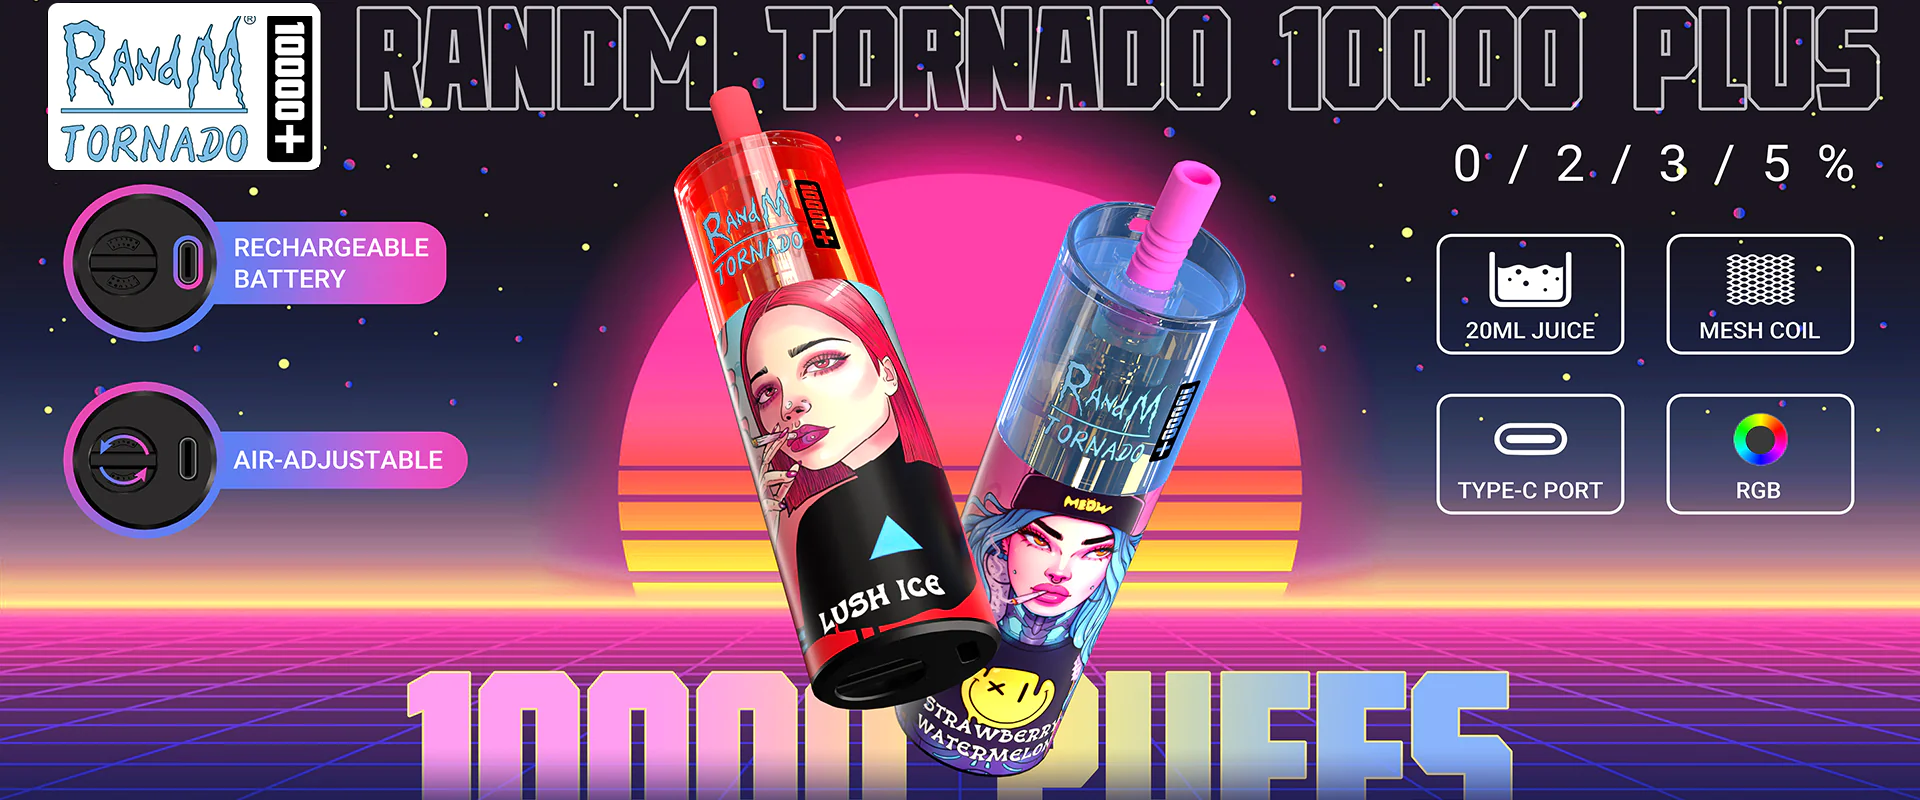 RANDM®
TORNADO
10000+
RANDM TORNADO 10000 PLUS
0 / 2 / 3 / 5 %
RECHARGEABLE
BATTERY
AIR-ADJUSTABLE
20ML JUICE
MESH COIL
TYPE-C PORT
RGB
RANDM
TORNADO
10000+
LUSH ICE
RANDM
TORNADO
10000+
MEOW
STRAWBERRY
WATERMELON
10000 PUFFS